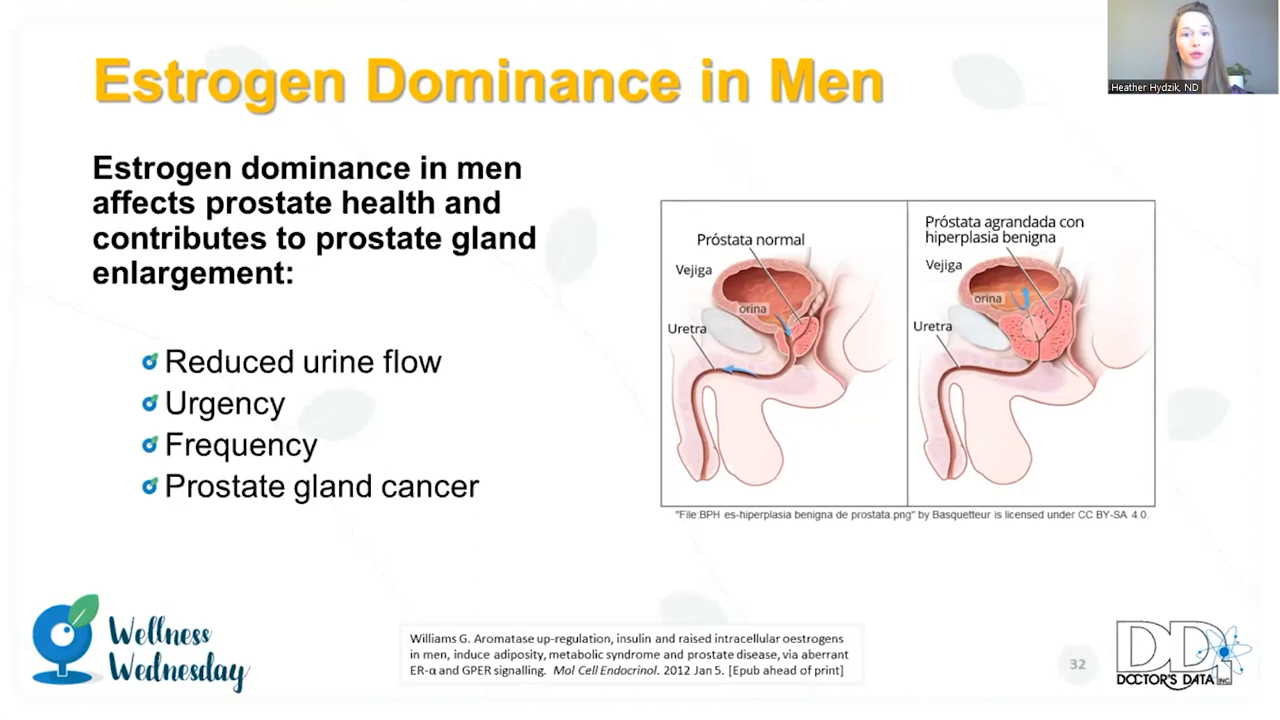 Estrogen Dominance in Men
Heather Hydzik, ND
Estrogen dominance in men
affects prostate health and
contributes to prostate gland
enlargement:
Reduced urine flow
Urgency
Frequency
Prostate gland cancer
Próstata normal
Vejiga
orina
Uretra
Próstata agrandada con
hiperplasia benigna
Vejiga
orina
Uretra
"File:BPH es-hiperplasia benigna de prostata.png" by Basquetteur is licensed under CC BY-SA 4.0.
Wellness
Wednesday
Williams G. Aromatase up-regulation, insulin and raised intracellular oestrogens
in men, induce adiposity, metabolic syndrome and prostate disease, via aberrant
ER-α and GPER signalling. Mol Cell Endocrinol. 2012 Jan 5. [Epub ahead of print]
32
DDI
DOCTOR'S DATA INC.